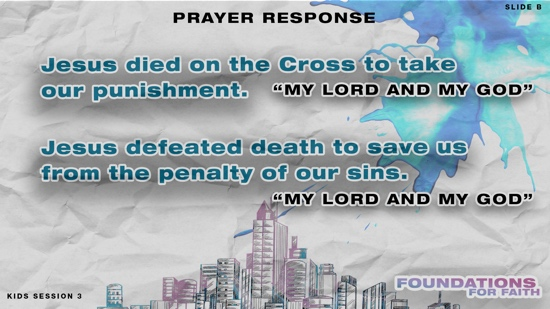 SLIDE B
PRAYER RESPONSE
Jesus died on the Cross to take
our punishment. “MY LORD AND MY GOD”
Jesus defeated death to save us
from the penalty of our sins.
“MY LORD AND MY GOD”
FOUNDATIONS
FOR FAITH
KIDS SESSION 3